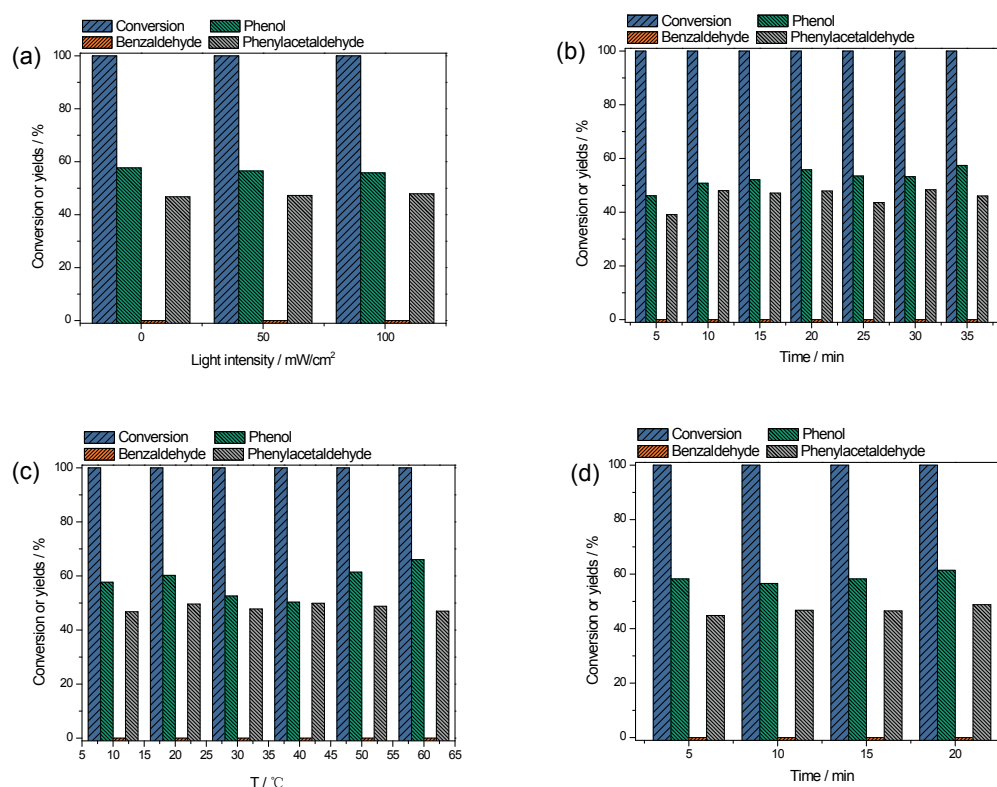 (a)
Conversion Phenol
Benzaldehyde Phenylacetaldehyde
100
80
60
40
20
0
Conversion or yields / %
0 50 100
Light intensity / mW/cm²
(b)
Conversion Phenol
Benzaldehyde Phenylacetaldehyde
100
80
60
40
20
0
Conversion or yields / %
5 10 15 20 25 30 35
Time / min
(c)
Conversion Phenol
Benzaldehyde Phenylacetaldehyde
100
80
60
40
20
0
Conversion or yields / %
5 10 15 20 25 30 35 40 45 50 55 60 65
T / ℃
(d)
Conversion Phenol
Benzaldehyde Phenylacetaldehyde
100
80
60
40
20
0
Conversion or yields / %
5 10 15 20
Time / min